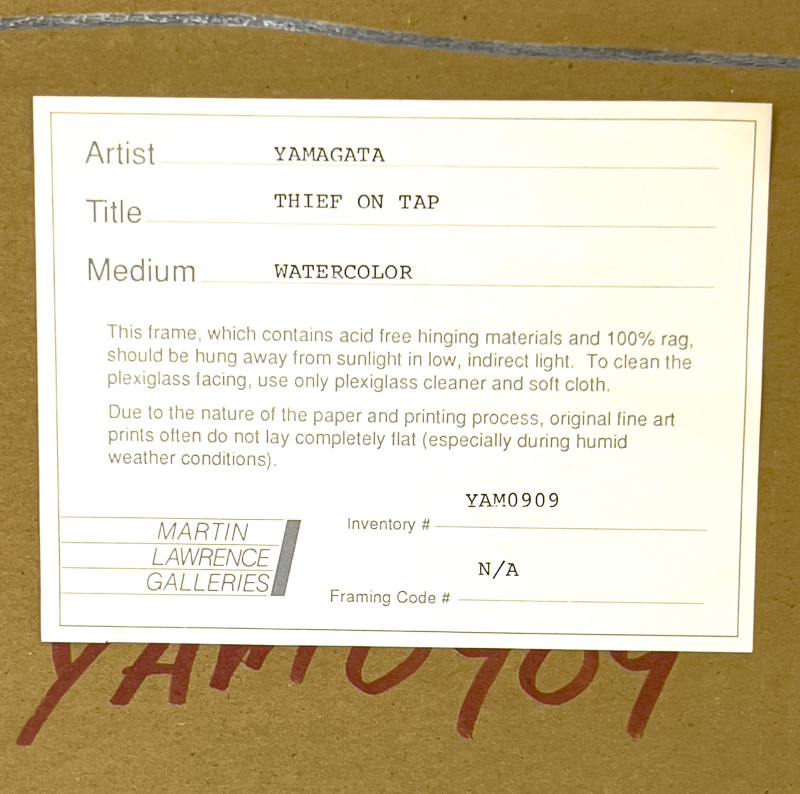 Artist YAMAGATA
Title THIEF ON TAP
Medium WATERCOLOR
This frame, which contains acid free hinging materials and 100% rag,
should be hung away from sunlight in low, indirect light. To clean the
plexiglass facing, use only plexiglass cleaner and soft cloth.
Due to the nature of the paper and printing process, original fine art
prints often do not lay completely flat (especially during humid
weather conditions).
YAM0909
Inventory #
MARTIN
LAWRENCE
GALLERIES
N/A
Framing Code #
YAM0909